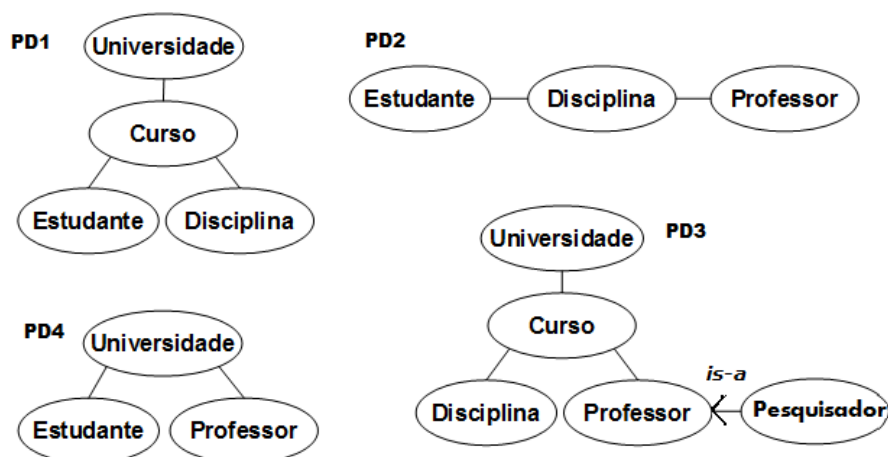 PD1
Universidade
Curso
Estudante Disciplina
PD2
Estudante Disciplina Professor
PD4
Universidade
Estudante Professor
Universidade PD3
Curso
is-a
Disciplina Professor Pesquisador